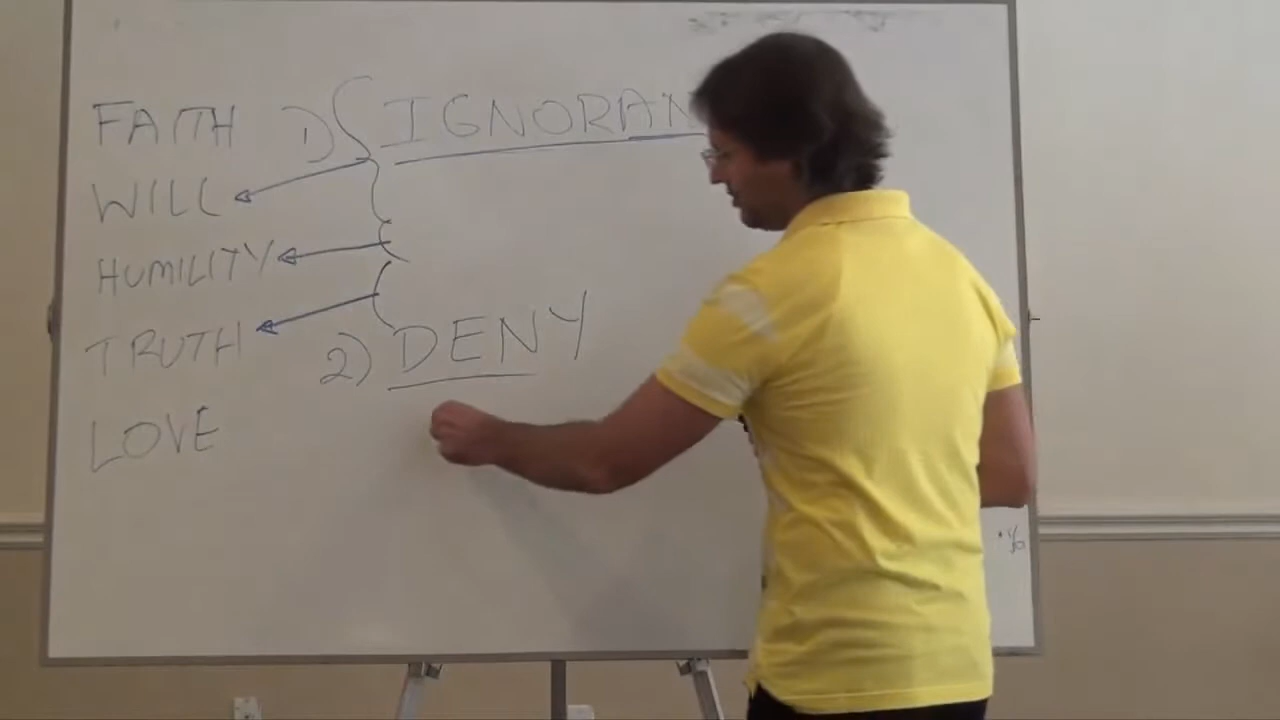 FAITH 1) IGNORAN
WILL
HUMILITY
TRUTH 2) DENY
LOVE